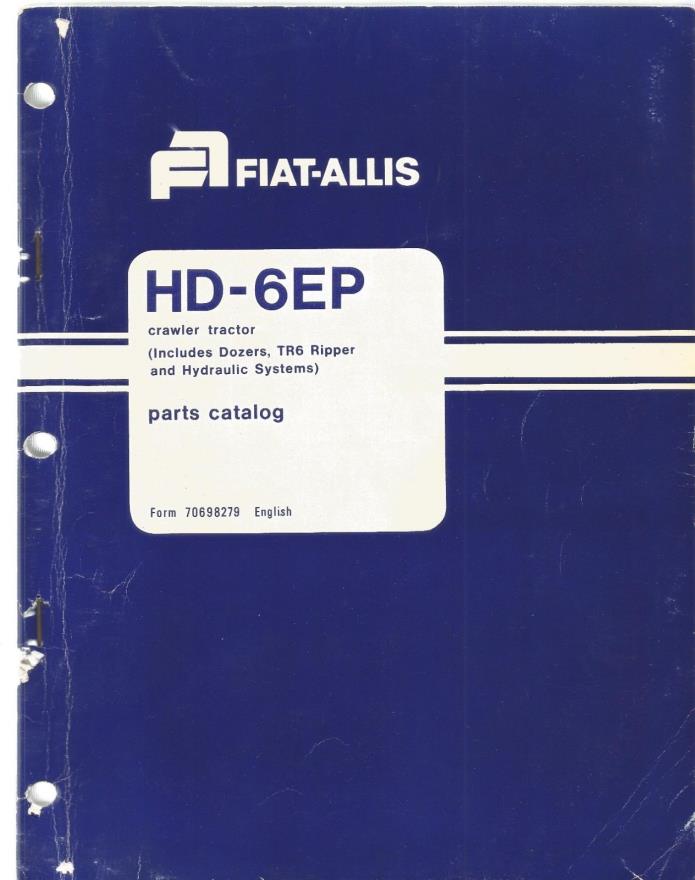 FIAT-ALLIS
HD-6EP
crawler tractor
(Includes Dozers, TR6 Ripper
and Hydraulic Systems)
parts catalog
Form 70698279 English